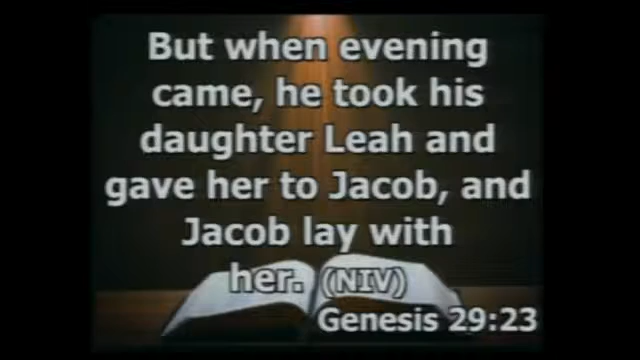 But when evening
came, he took his
daughter Leah and
gave her to Jacob, and
Jacob lay with
her. (NIV)
Genesis 29:23